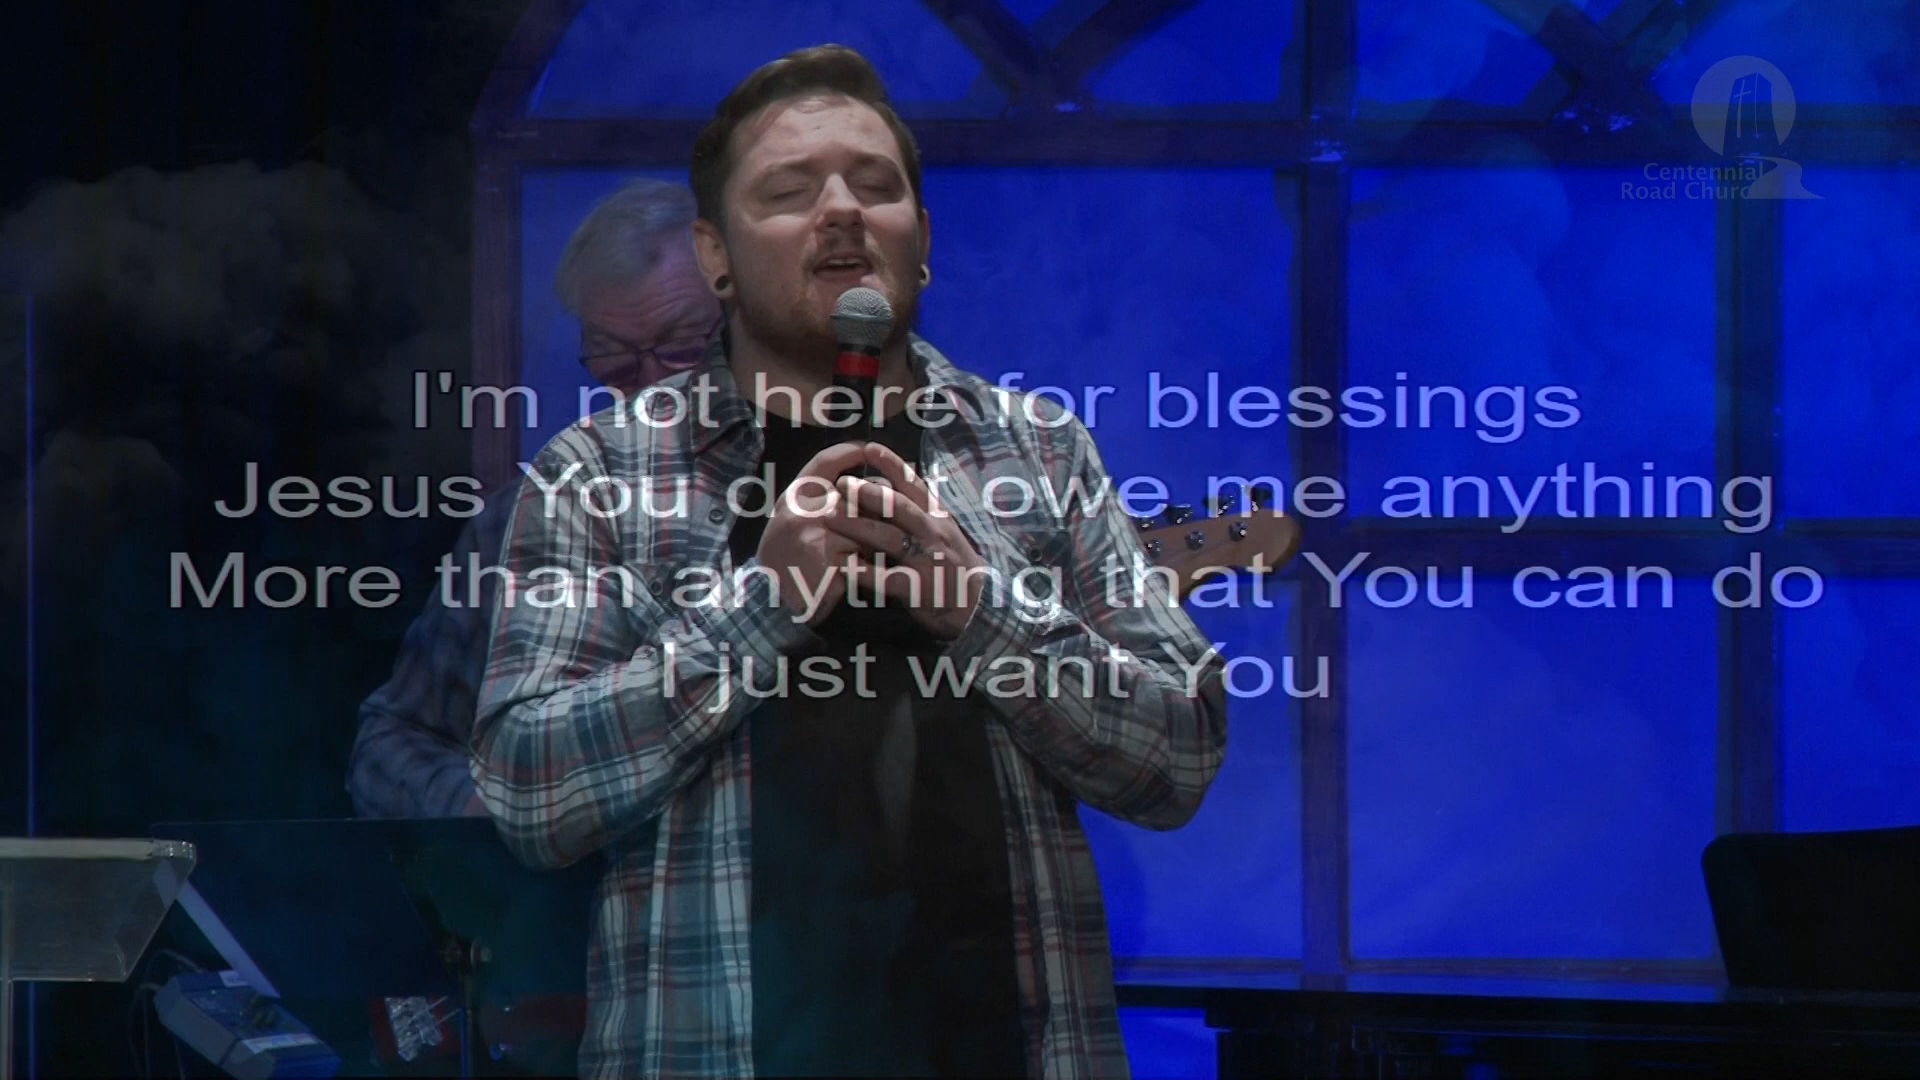 Centennial
Road Church
I'm not here for blessings
Jesus You don't owe me anything
More than anything that You can do
I just want You